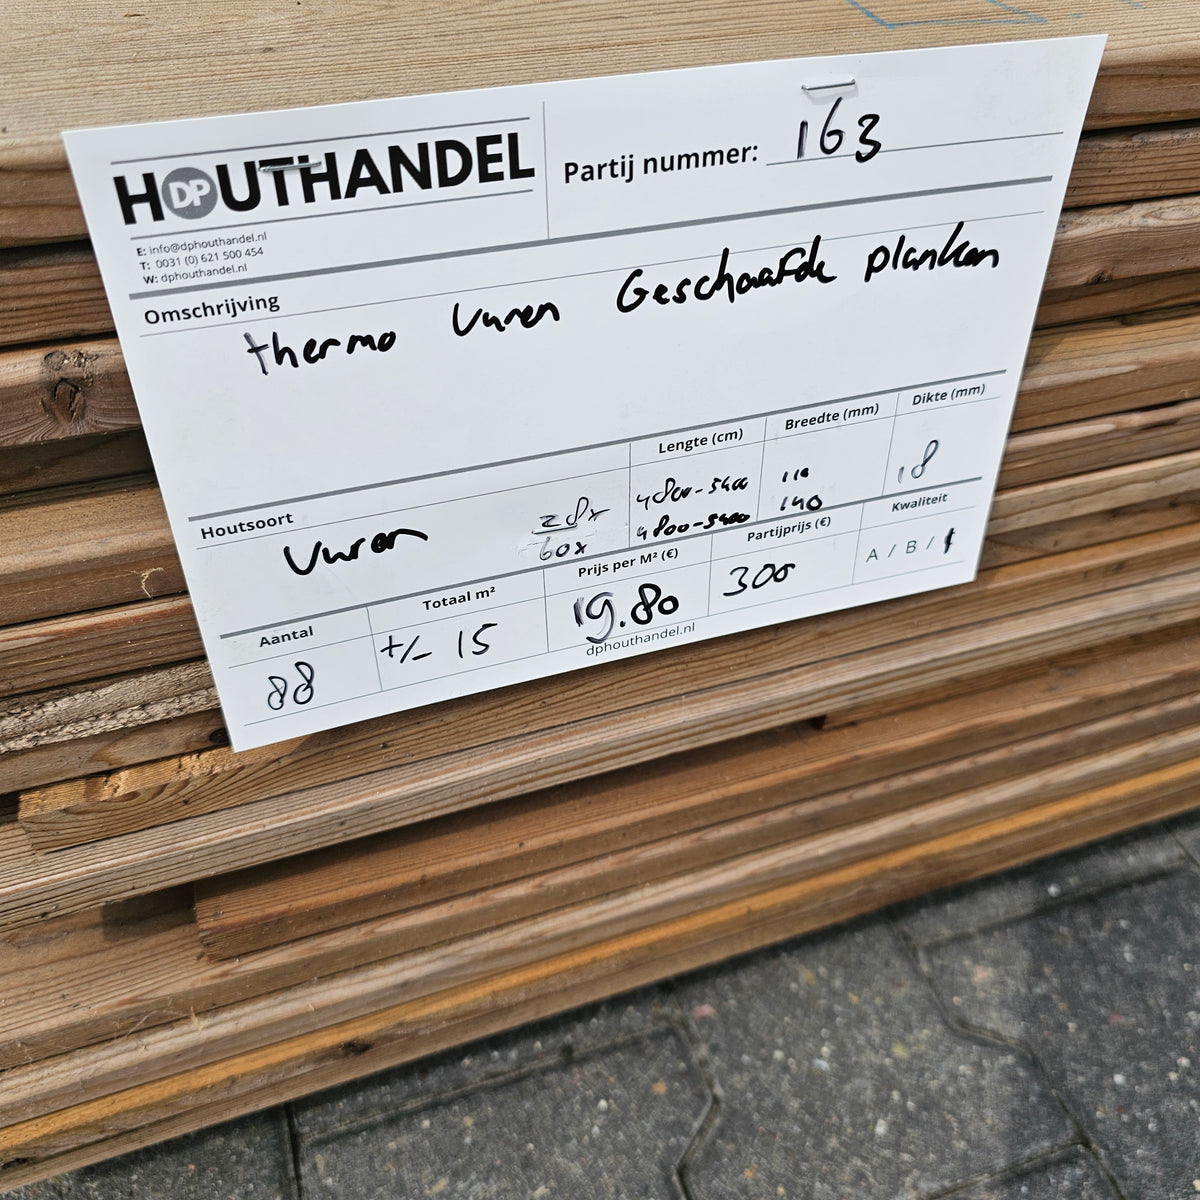 HOUTHANDEL
DP
E: info@dphouthandel.nl
T: 0031 (0) 621 500 454
W: dphouthandel.nl
Partij nummer: 163
Omschrijving
thermo Vuren Geschaafde planken
Houtsoort
Vuren
28x
60x
Lengte (cm)
4800-5400
4800-5400
Breedte (mm)
110
140
Dikte (mm)
18
Aantal
88
Totaal m²
+/- 15
Prijs per M² (€)
19.80
Partijprijs (€)
300
Kwaliteit
A / B /
dphouthandel.nl